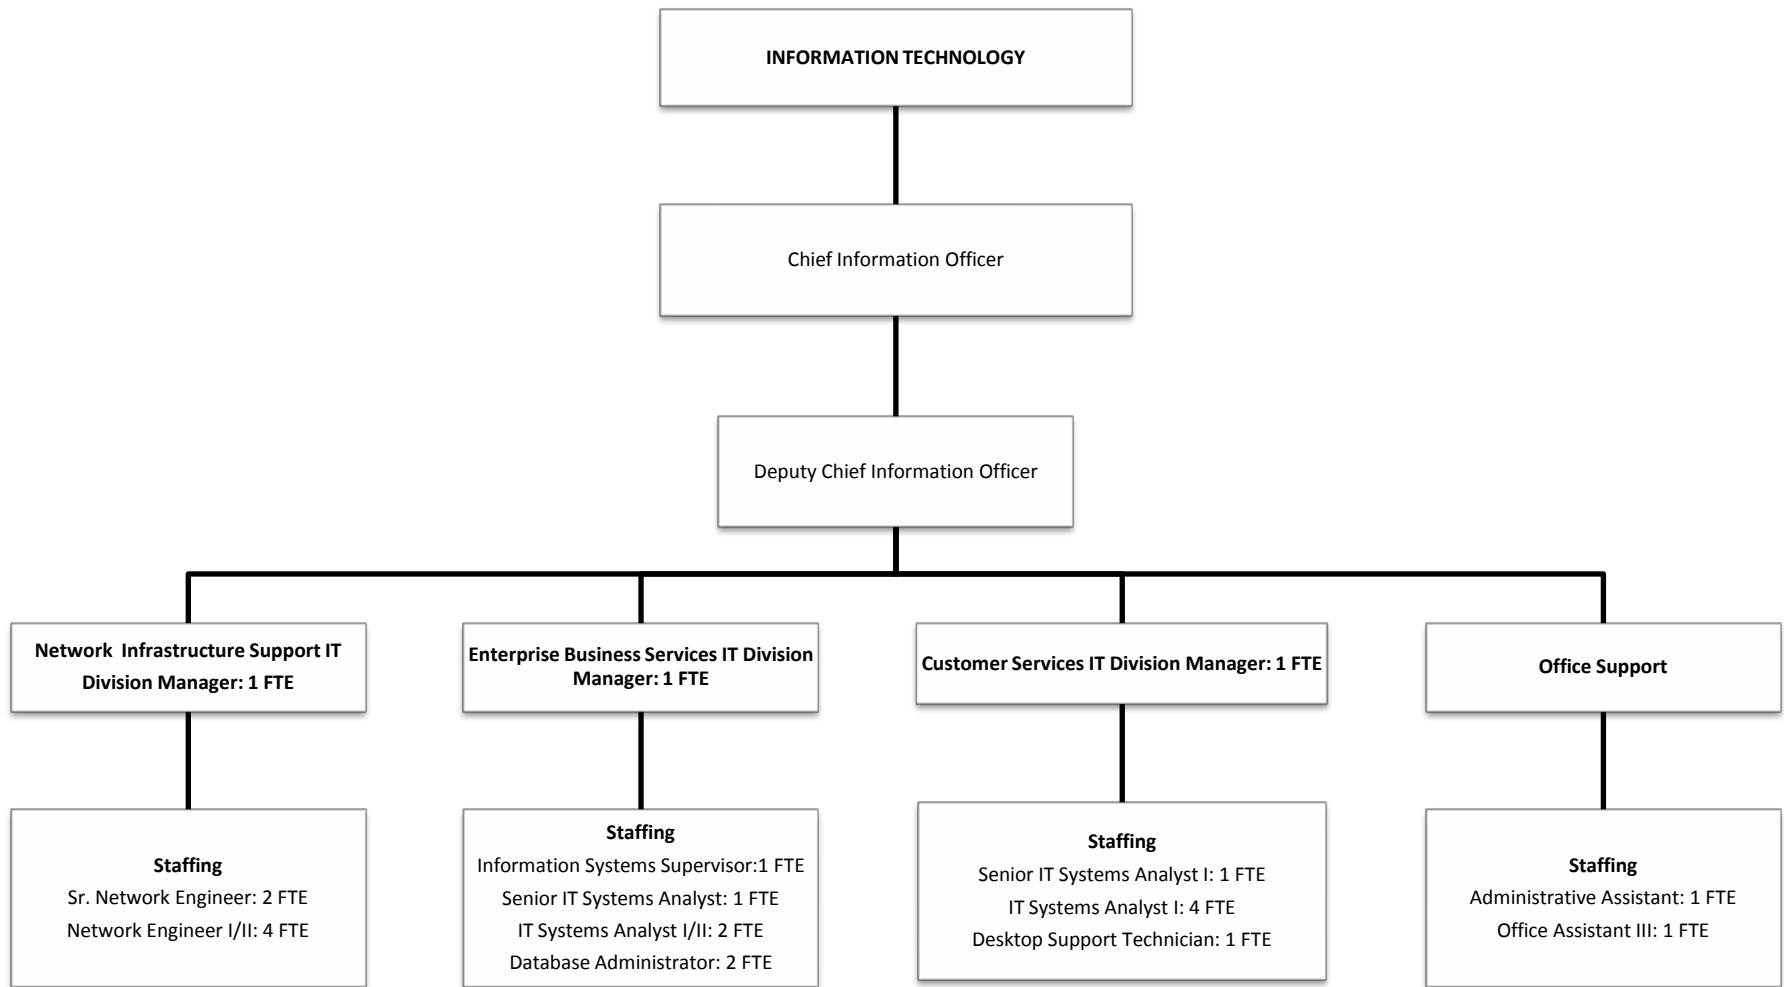 INFORMATION TECHNOLOGY
Chief Information Officer
Deputy Chief Information Officer
Network Infrastructure Support IT
Division Manager: 1 FTE
Enterprise Business Services IT Division
Manager: 1 FTE
Customer Services IT Division Manager: 1 FTE
Office Support
Staffing
Sr. Network Engineer: 2 FTE
Network Engineer I/II: 4 FTE
Staffing
Information Systems Supervisor:1 FTE
Senior IT Systems Analyst: 1 FTE
IT Systems Analyst I/II: 2 FTE
Database Administrator: 2 FTE
Staffing
Senior IT Systems Analyst I: 1 FTE
IT Systems Analyst I: 4 FTE
Desktop Support Technician: 1 FTE
Staffing
Administrative Assistant: 1 FTE
Office Assistant III: 1 FTE